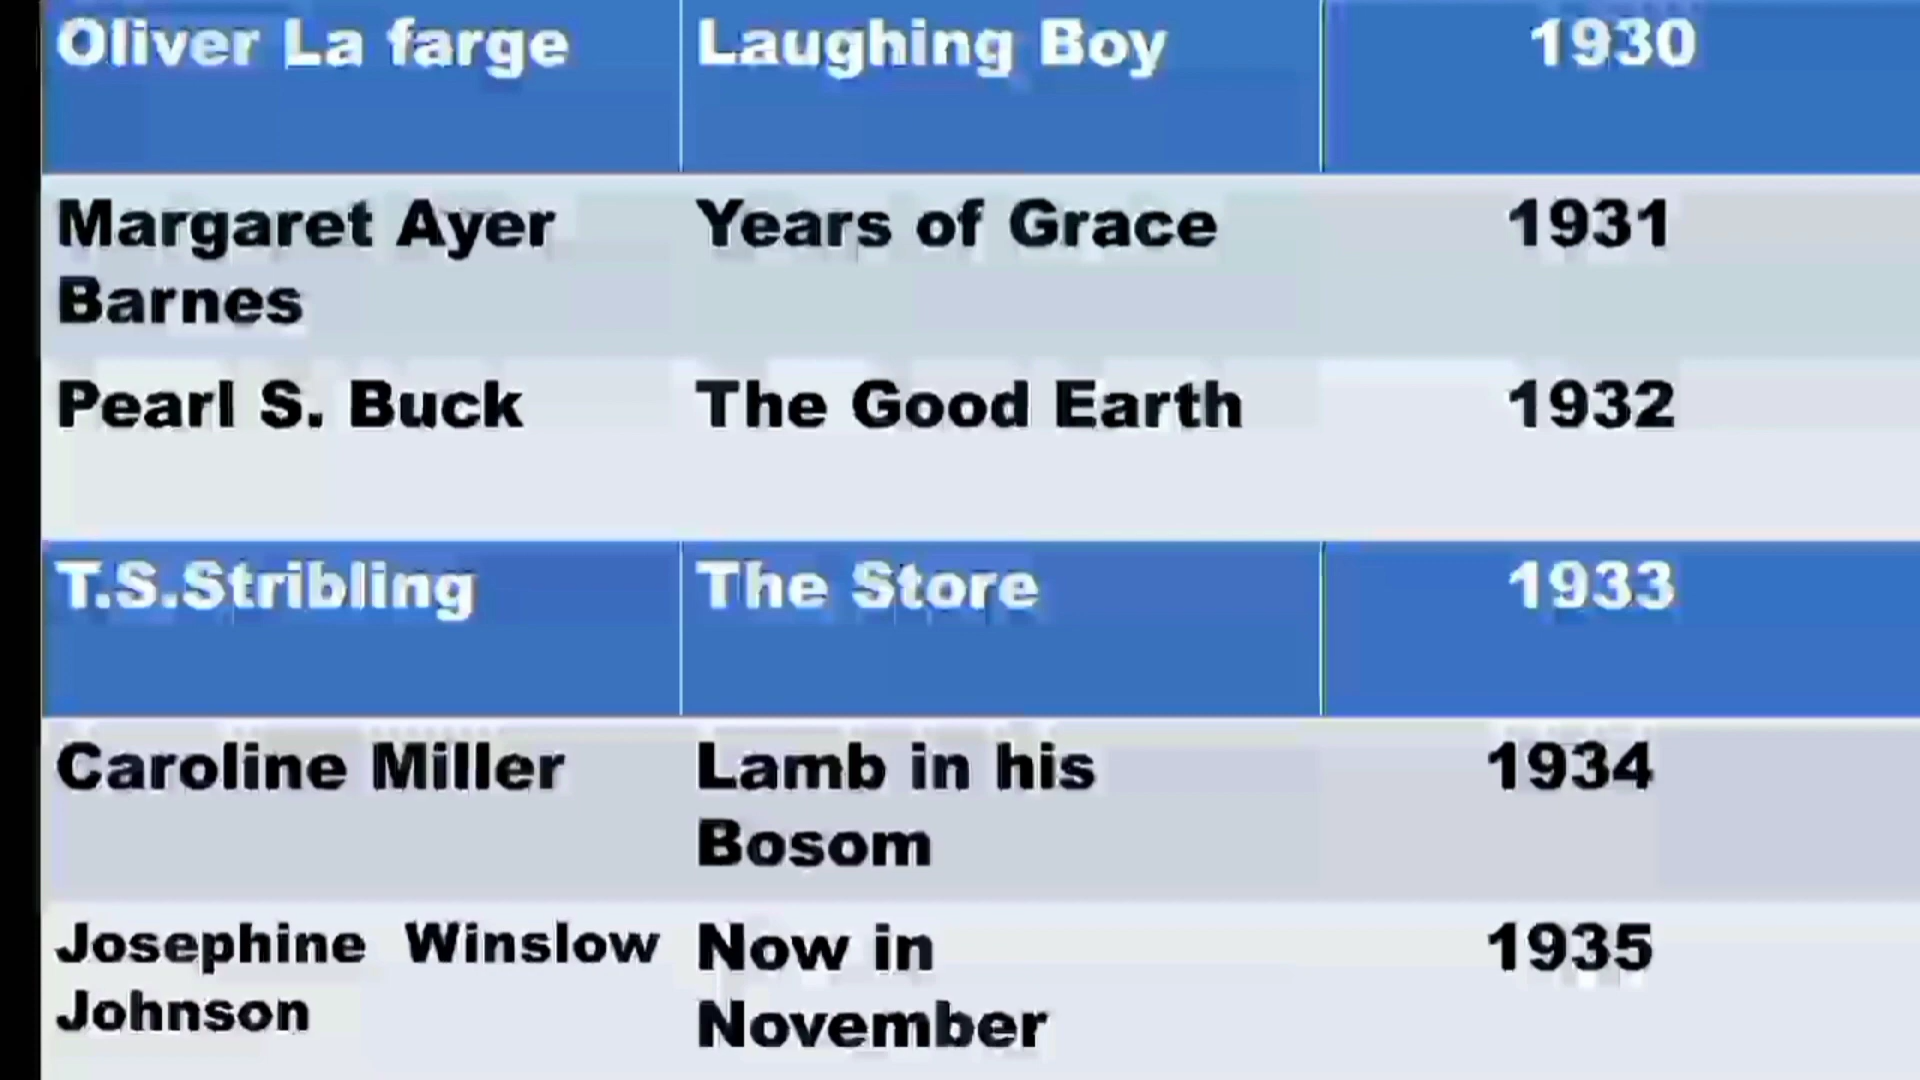 Oliver La farge Laughing Boy 1930
Margaret Ayer Years of Grace 1931
Barnes
Pearl S. Buck The Good Earth 1932
T.S.Stribling The Store 1933
Caroline Miller Lamb in his 1934
Bosom
Josephine Winslow Now in 1935
Johnson November